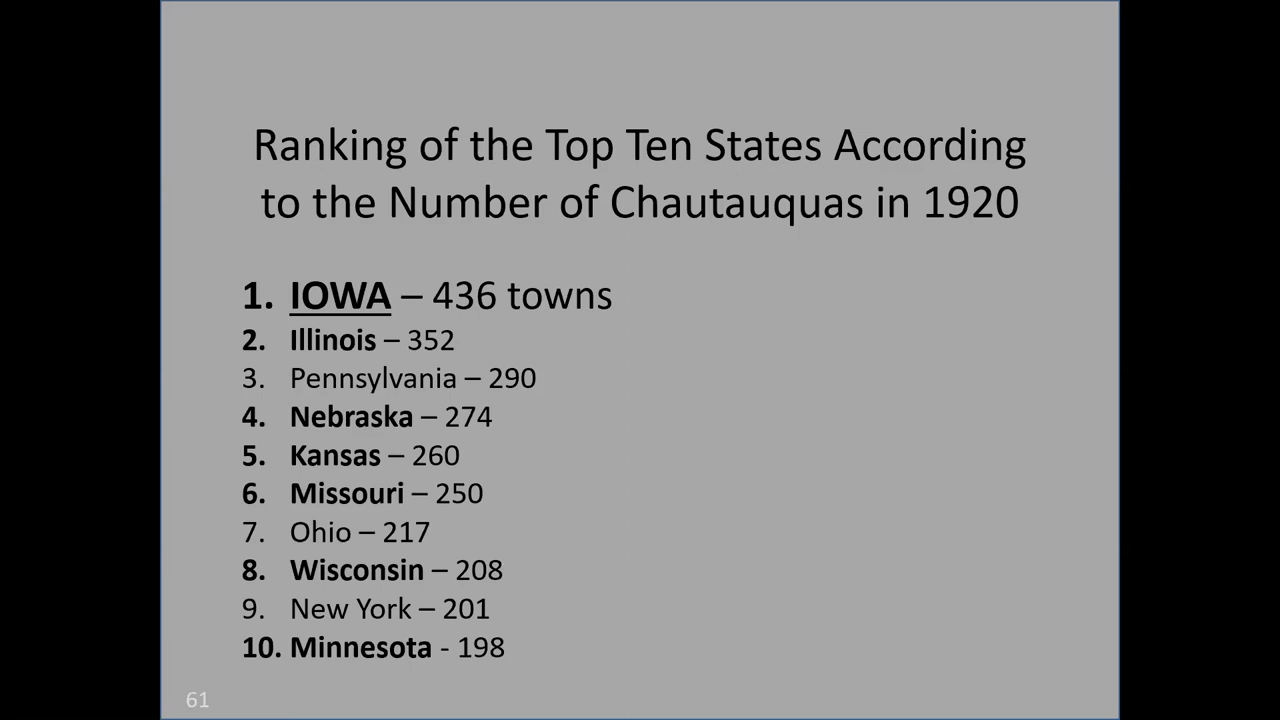 Ranking of the Top Ten States According
to the Number of Chautauquas in 1920
1. IOWA – 436 towns
2. Illinois – 352
3. Pennsylvania – 290
4. Nebraska – 274
5. Kansas – 260
6. Missouri – 250
7. Ohio – 217
8. Wisconsin – 208
9. New York – 201
10. Minnesota - 198
61